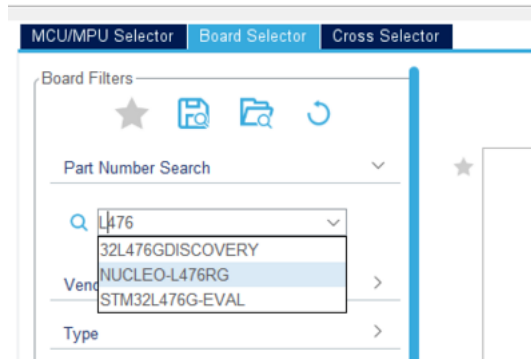 MCU/MPU Selector Board Selector Cross Selector
Board Filters
Part Number Search
L476
32L476GDISCOVERY
NUCLEO-L476RG
STM32L476G-EVAL
Type